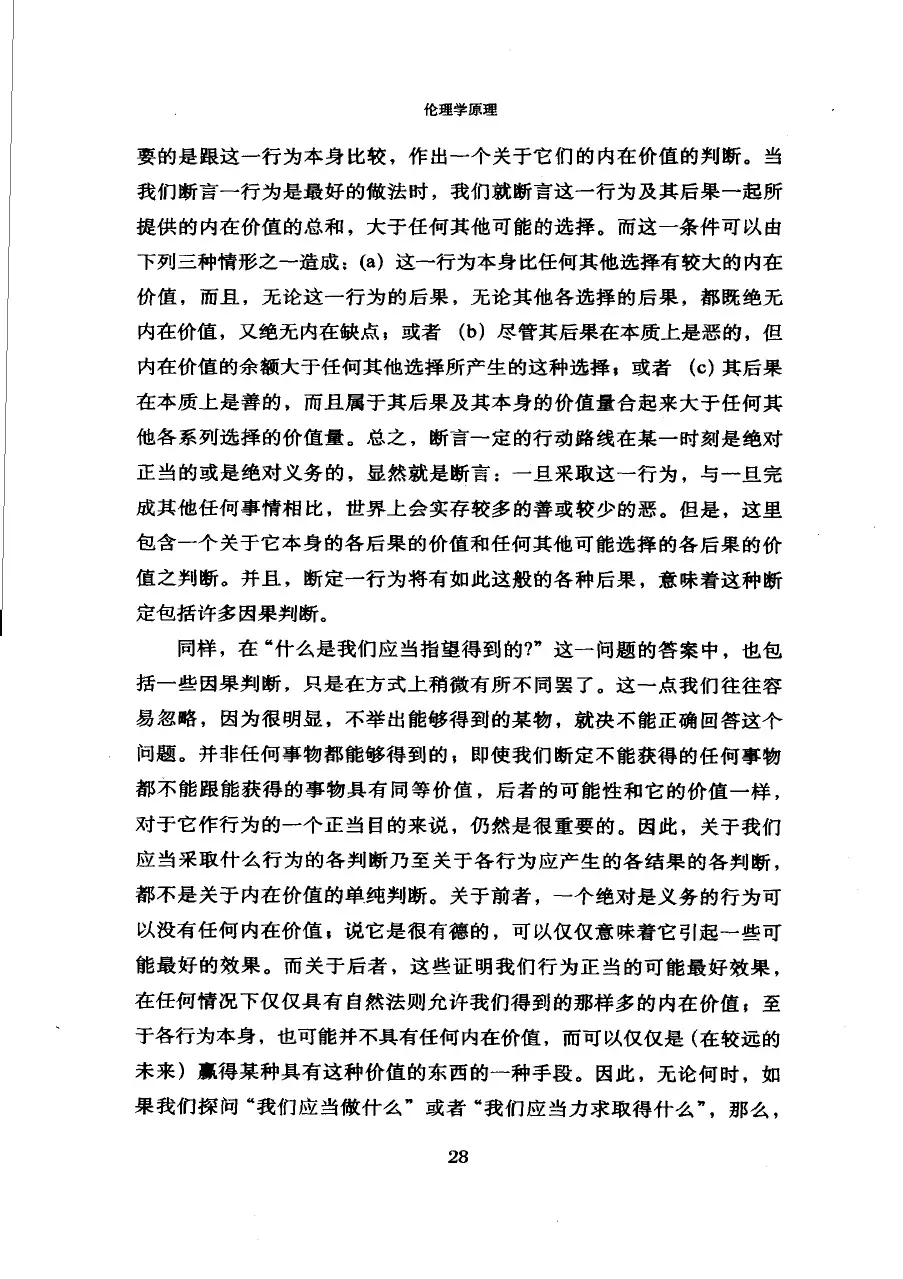 伦理学原理
要的是跟这一行为本身比较，作出一个关于它们的内在价值的判断。当
我们断言一行为是最好的做法时，我们就断言这一行为及其后果一起所
提供的内在价值的总和，大于任何其他可能的选择。而这一条件可以由
下列三种情形之一造成：(a) 这一行为本身比任何其他选择有较大的内在
价值，而且，无论这一行为的后果，无论其他各选择的后果，都既绝无
内在价值，又绝无内在缺点；或者 (b) 尽管其后果在本质上是恶的，但
内在价值的余额大于任何其他选择所产生的这种选择；或者 (c) 其后果
在本质上是善的，而且属于其后果及其本身的价值量合起来大于任何其
他各系列选择的价值量。总之，断言一定的行动路线在某一时刻是绝对
正当的或是绝对义务的，显然就是断言：一旦采取这一行为，与一旦完
成其他任何事情相比，世界上会实存较多的善或较少的恶。但是，这里
包含一个关于它本身的各后果的价值和任何其他可能选择的各后果的价
值之判断。并且，断定一行为将有如此这般的各种后果，意味着这种断
定包括许多因果判断。
同样，在“什么是我们应当指望得到的?”这一问题的答案中，也包
括一些因果判断，只是在方式上稍微有所不同罢了。这一点我们往往容
易忽略，因为很明显，不举出能够得到的某物，就决不能正确回答这个
问题。并非任何事物都能够得到的；即使我们断定不能获得的任何事物
都不能跟能获得的事物具有同等价值，后者的可能性和它的价值一样，
对于它作行为的一个正当目的来说，仍然是很重要的。因此，关于我们
应当采取什么行为的各判断乃至关于各行为应产生的各结果的各判断，
都不是关于内在价值的单纯判断。关于前者，一个绝对是义务的行为可
以没有任何内在价值；说它是很有德的，可以仅仅意味着它引起一些可
能最好的效果。而关于后者，这些证明我们行为正当的可能最好效果，
在任何情况下仅仅具有自然法则允许我们得到的那样多的内在价值；至
于各行为本身，也可能并不具有任何内在价值，而可以仅仅是（在较远的
未来）赢得某种具有这种价值的东西的一种手段。因此，无论何时，如
果我们探问“我们应当做什么”或者“我们应当力求取得什么”，那么，
28